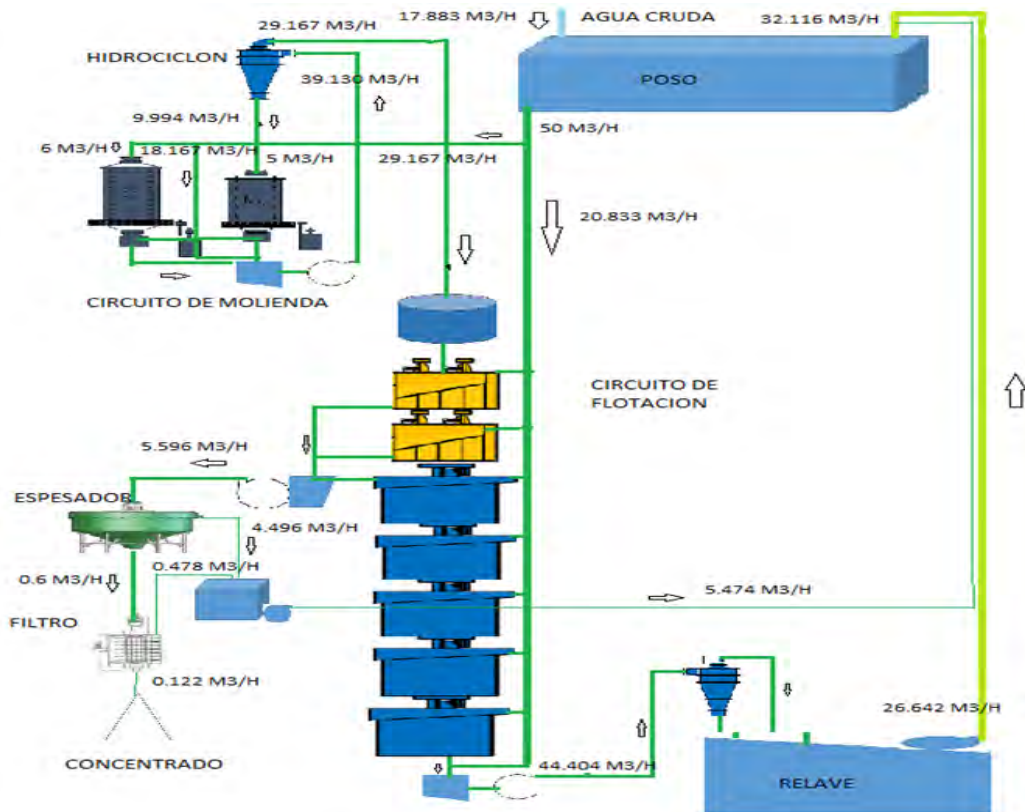 29.167 M3/H
17.883 M3/H
AGUA CRUDA
32.116 M3/H
HIDROCICLON
39.130 M3/H
POSO
9.994 M3/H
50 M3/H
6 M3/H
18.167 M3/H
5 M3/H
29.167 M3/H
20.833 M3/H
CIRCUITO DE MOLIENDA
CIRCUITO DE
FLOTACION
5.596 M3/H
ESPESADOR
4.496 M3/H
0.6 M3/H
0.478 M3/H
5.474 M3/H
FILTRO
0.122 M3/H
26.642 M3/H
CONCENTRADO
44.404 M3/H
RELAVE